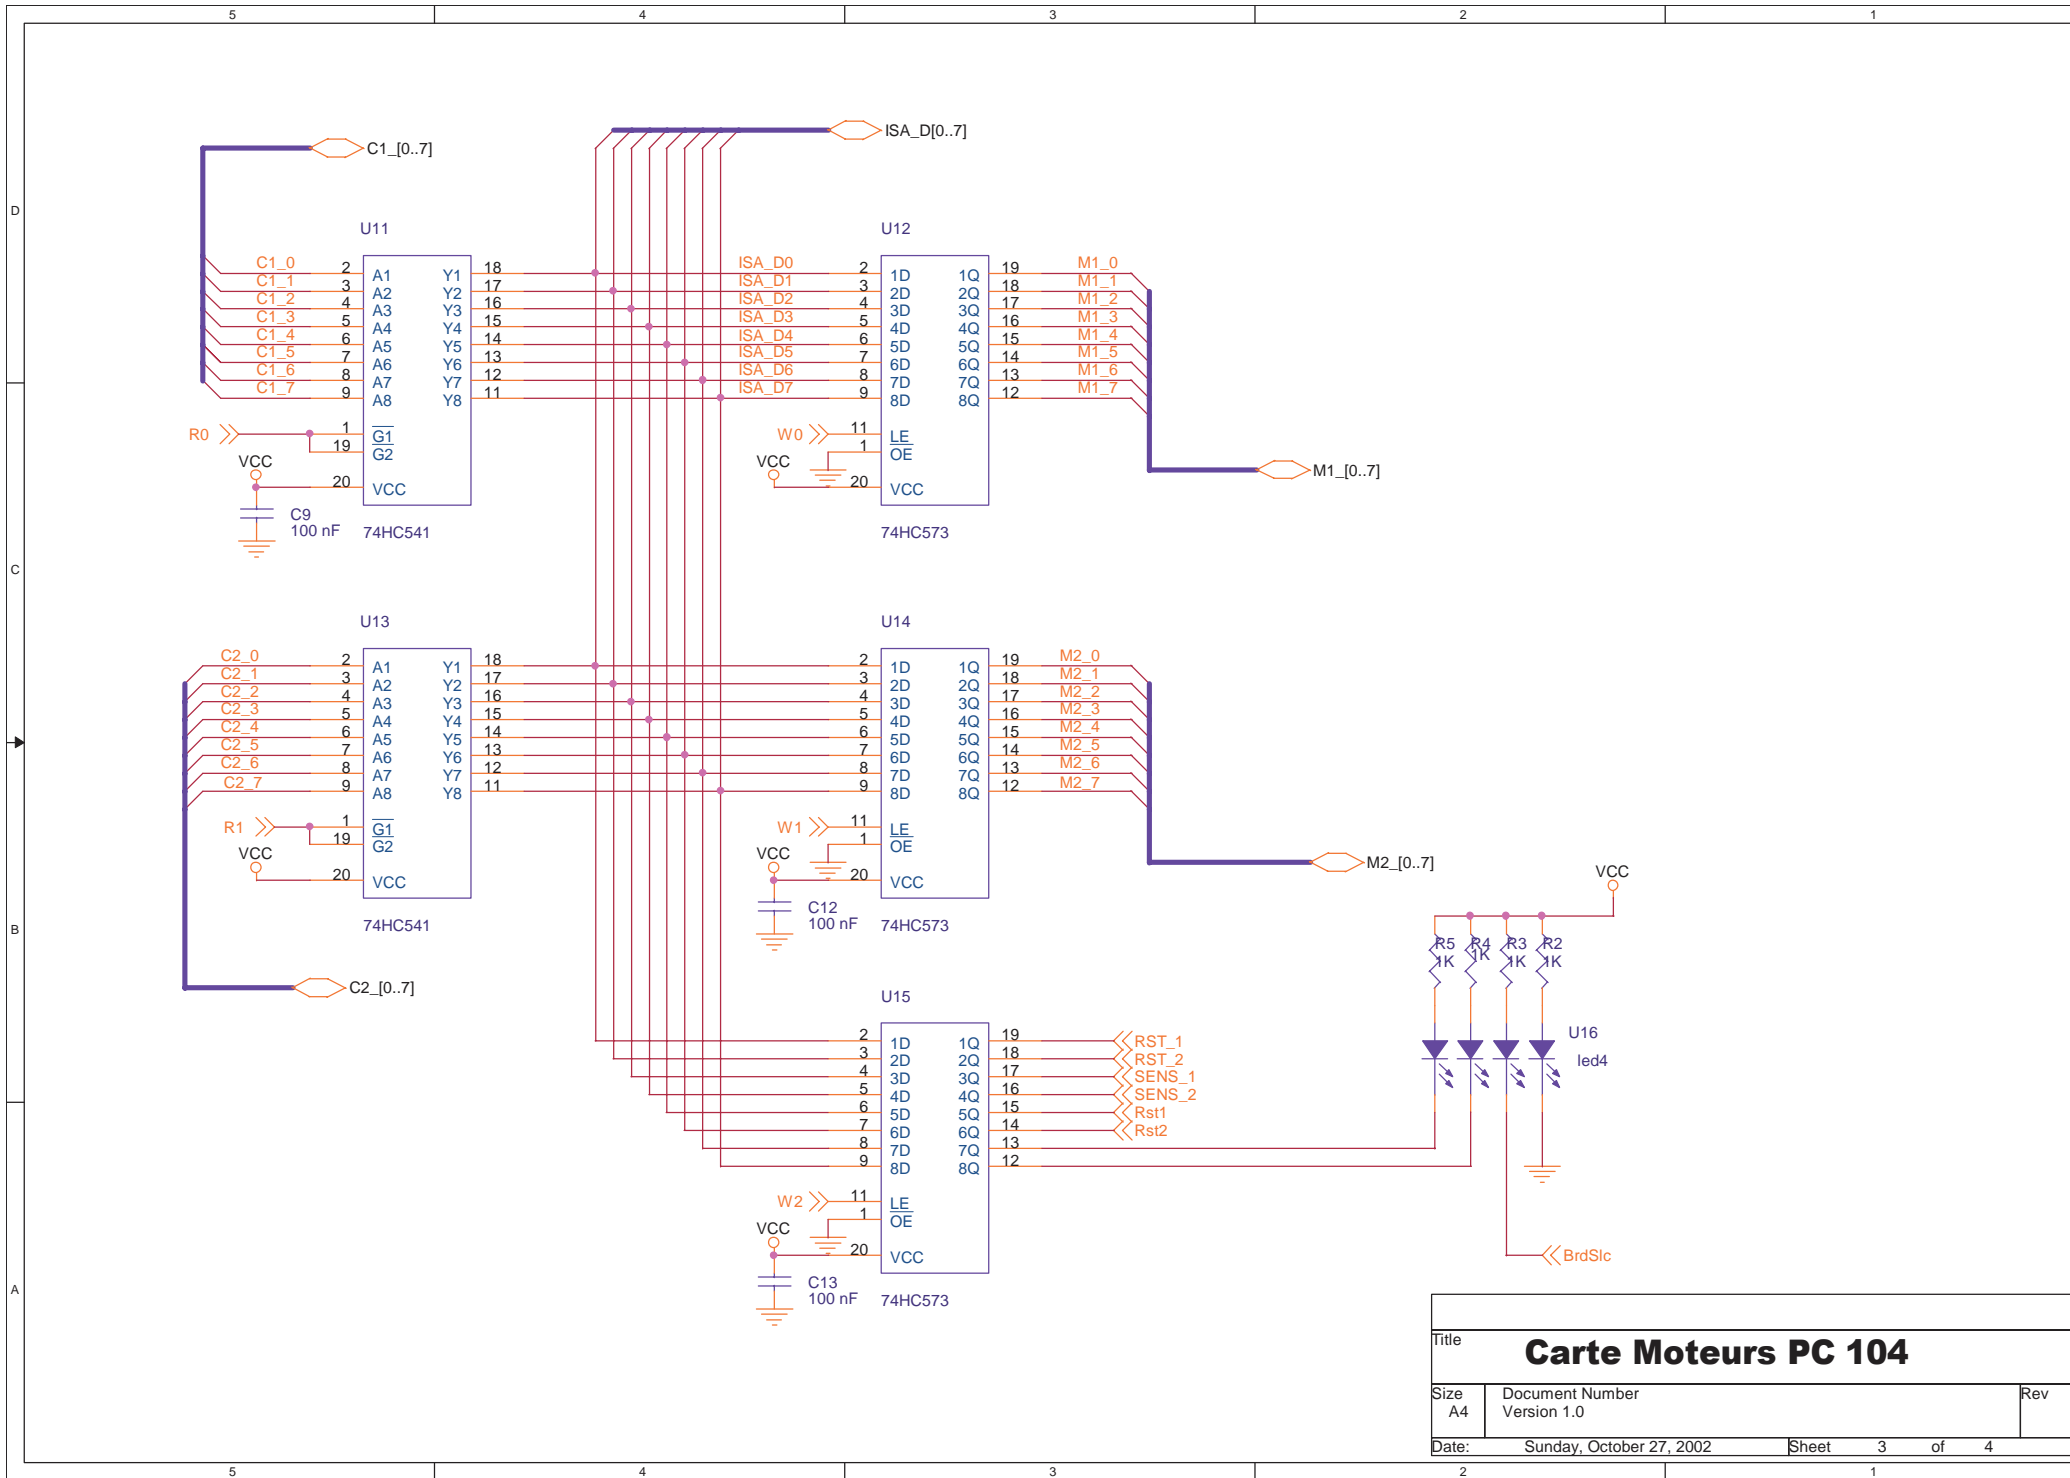 5 4 3 2 1
D
C
B
A
C1_[0..7]
ISA_D[0..7]
U11
C1_0 2 A1 Y1 18
C1_1 3 A2 Y2 17
C1_2 4 A3 Y3 16
C1_3 5 A4 Y4 15
C1_4 6 A5 Y5 14
C1_5 7 A6 Y6 13
C1_6 8 A7 Y7 12
C1_7 9 A8 Y8 11
R0 1 G1
19 G2
VCC
20 VCC
C9
100 nF
74HC541
U12
ISA_D0 2 1D 1Q 19 M1_0
ISA_D1 3 2D 2Q 18 M1_1
ISA_D2 4 3D 3Q 17 M1_2
ISA_D3 5 4D 4Q 16 M1_3
ISA_D4 6 5D 5Q 15 M1_4
ISA_D5 7 6D 6Q 14 M1_5
ISA_D6 8 7D 7Q 13 M1_6
ISA_D7 9 8D 8Q 12 M1_7
W0 11 LE
1 OE
VCC
20 VCC
74HC573
M1_[0..7]
U13
C2_0 2 A1 Y1 18
C2_1 3 A2 Y2 17
C2_2 4 A3 Y3 16
C2_3 5 A4 Y4 15
C2_4 6 A5 Y5 14
C2_5 7 A6 Y6 13
C2_6 8 A7 Y7 12
C2_7 9 A8 Y8 11
R1 1 G1
19 G2
VCC
20 VCC
74HC541
C2_[0..7]
U14
2 1D 1Q 19 M2_0
3 2D 2Q 18 M2_1
4 3D 3Q 17 M2_2
5 4D 4Q 16 M2_3
6 5D 5Q 15 M2_4
7 6D 6Q 14 M2_5
8 7D 7Q 13 M2_6
9 8D 8Q 12 M2_7
W1 11 LE
1 OE
VCC
20 VCC
C12
100 nF
74HC573
M2_[0..7]
VCC
R5 R4 R3 R2
1K 1K 1K 1K
U16
led4
U15
2 1D 1Q 19 RST_1
3 2D 2Q 18 RST_2
4 3D 3Q 17 SENS_1
5 4D 4Q 16 SENS_2
6 5D 5Q 15 Rst1
7 6D 6Q 14 Rst2
8 7D 7Q 13
9 8D 8Q 12
W2 11 LE
1 OE
VCC
20 VCC
C13
100 nF
74HC573
BrdSlc
Title
Carte Moteurs PC 104
Size Document Number Rev
A4 Version 1.0
Date: Sunday, October 27, 2002 Sheet 3 of 4
5 4 3 2 1